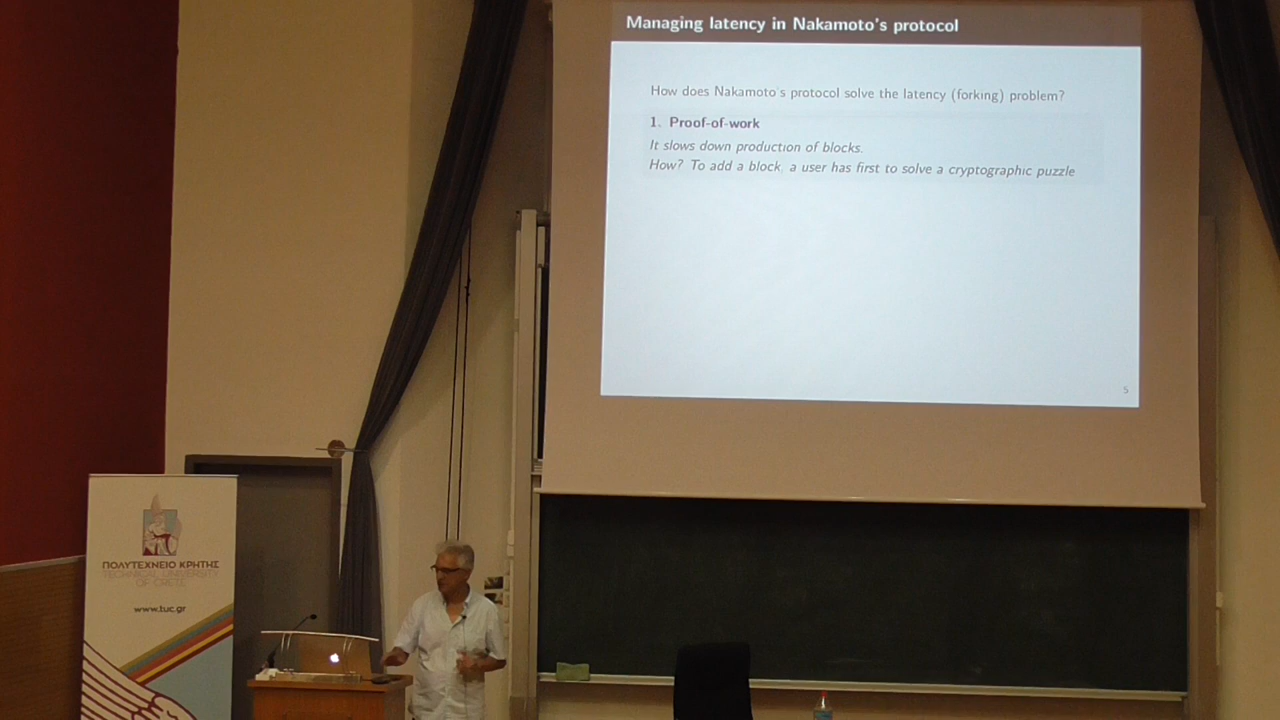 Managing latency in Nakamoto's protocol
How does Nakamoto's protocol solve the latency (forking) problem?
1. Proof-of-work
It slows down production of blocks.
How? To add a block, a user has first to solve a cryptographic puzzle
5
ΠΟΛΥΤΕΧΝΕΙΟ ΚΡΗΤΗΣ
TECHNICAL UNIVERSITY
OF CRETE
www.tuc.gr